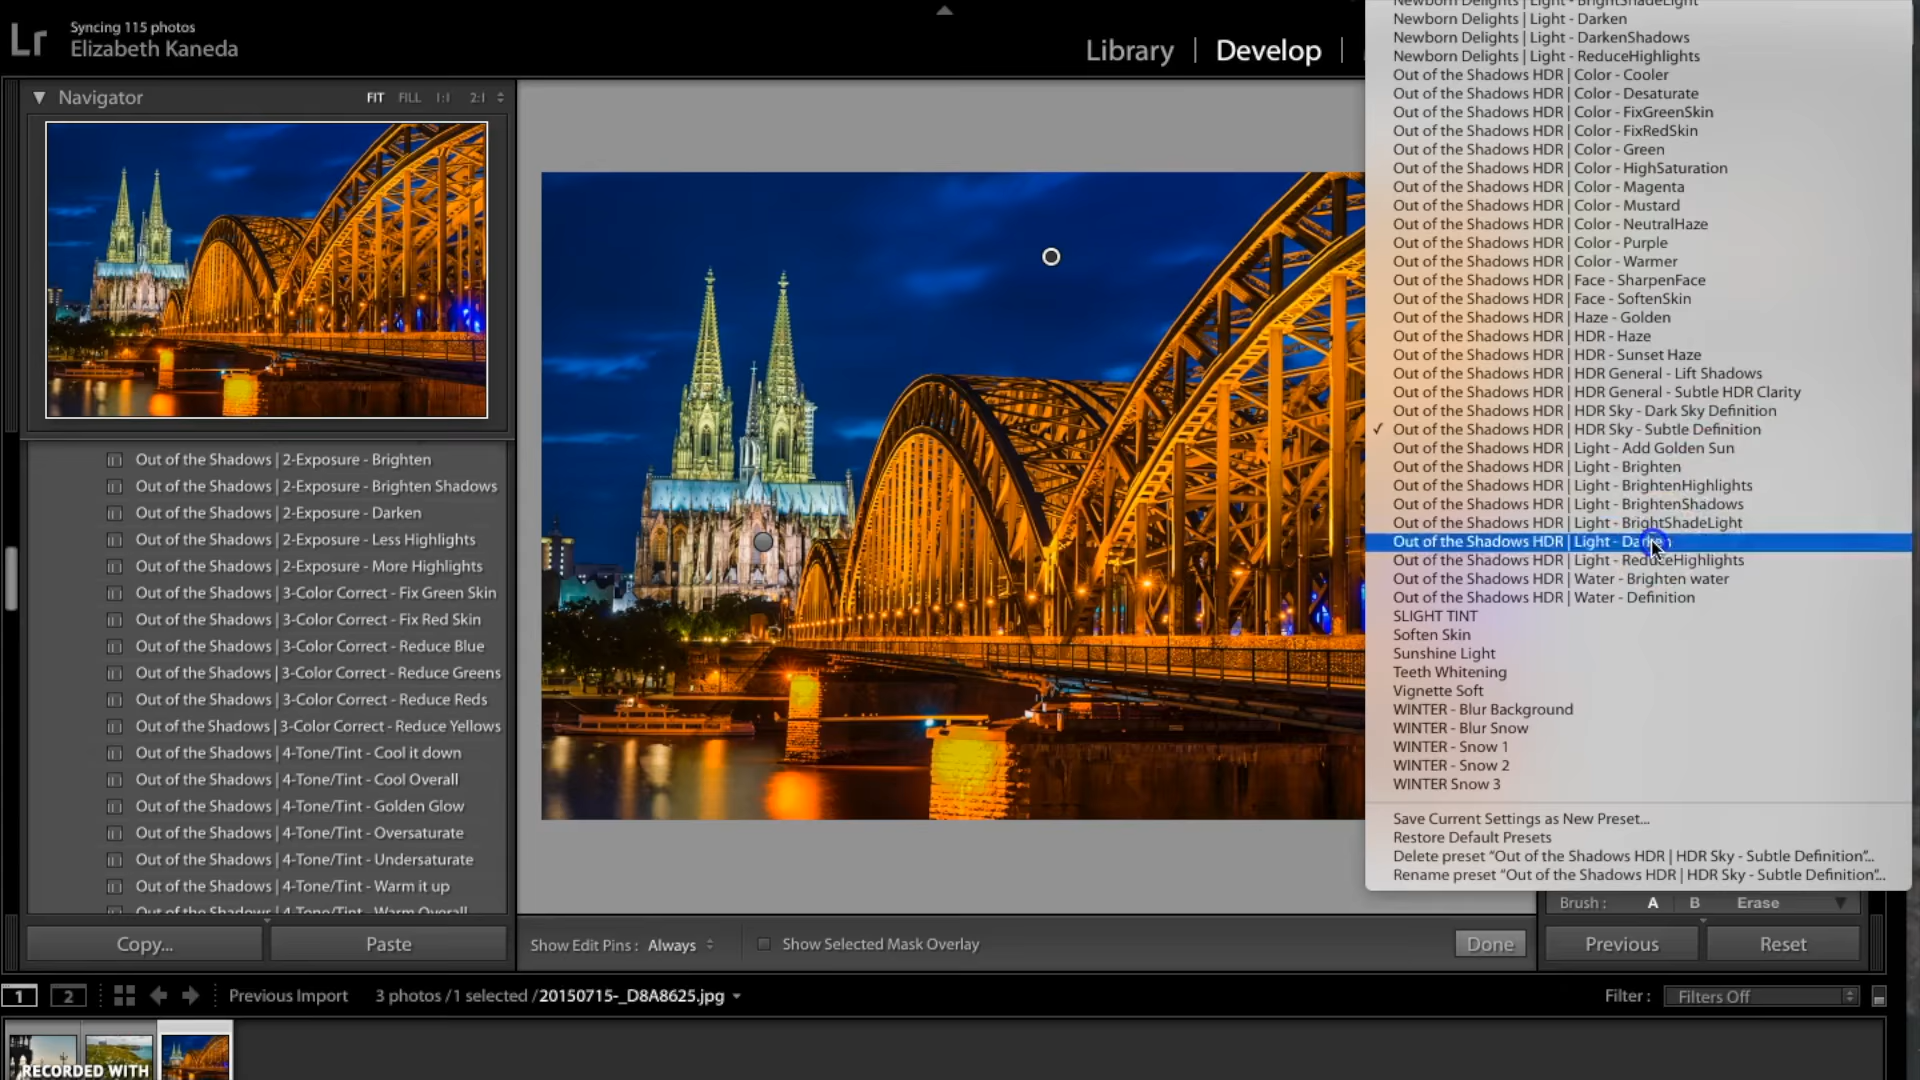 Lr
Syncing 115 photos
Elizabeth Kaneda
Library | Develop |
Navigator
FIT FILL 1:1 2:1
Out of the Shadows | 2-Exposure - Brighten
Out of the Shadows | 2-Exposure - Brighten Shadows
Out of the Shadows | 2-Exposure - Darken
Out of the Shadows | 2-Exposure - Less Highlights
Out of the Shadows | 2-Exposure - More Highlights
Out of the Shadows | 3-Color Correct - Fix Green Skin
Out of the Shadows | 3-Color Correct - Fix Red Skin
Out of the Shadows | 3-Color Correct - Reduce Blue
Out of the Shadows | 3-Color Correct - Reduce Greens
Out of the Shadows | 3-Color Correct - Reduce Reds
Out of the Shadows | 3-Color Correct - Reduce Yellows
Out of the Shadows | 4-Tone/Tint - Cool it down
Out of the Shadows | 4-Tone/Tint - Cool Overall
Out of the Shadows | 4-Tone/Tint - Golden Glow
Out of the Shadows | 4-Tone/Tint - Oversaturate
Out of the Shadows | 4-Tone/Tint - Undersaturate
Out of the Shadows | 4-Tone/Tint - Warm it up
Out of the Shadows | 4-Tone/Tint - Warm Overall
Copy...
Paste
Newborn Delights | Light - BrightShadeLight
Newborn Delights | Light - Darken
Newborn Delights | Light - DarkenShadows
Newborn Delights | Light - ReduceHighlights
Out of the Shadows HDR | Color - Cooler
Out of the Shadows HDR | Color - Desaturate
Out of the Shadows HDR | Color - FixGreenSkin
Out of the Shadows HDR | Color - FixRedSkin
Out of the Shadows HDR | Color - Green
Out of the Shadows HDR | Color - HighSaturation
Out of the Shadows HDR | Color - Magenta
Out of the Shadows HDR | Color - Mustard
Out of the Shadows HDR | Color - NeutralHaze
Out of the Shadows HDR | Color - Purple
Out of the Shadows HDR | Color - Warmer
Out of the Shadows HDR | Face - SharpenFace
Out of the Shadows HDR | Face - SoftenSkin
Out of the Shadows HDR | Haze - Golden
Out of the Shadows HDR | HDR - Haze
Out of the Shadows HDR | HDR - Sunset Haze
Out of the Shadows HDR | HDR General - Lift Shadows
Out of the Shadows HDR | HDR General - Subtle HDR Clarity
Out of the Shadows HDR | HDR Sky - Dark Sky Definition
✓ Out of the Shadows HDR | HDR Sky - Subtle Definition
Out of the Shadows HDR | Light - Add Golden Sun
Out of the Shadows HDR | Light - Brighten
Out of the Shadows HDR | Light - BrightenHighlights
Out of the Shadows HDR | Light - BrightenShadows
Out of the Shadows HDR | Light - BrightShadeLight
Out of the Shadows HDR | Light - Darken
Out of the Shadows HDR | Light - ReduceHighlights
Out of the Shadows HDR | Water - Brighten water
Out of the Shadows HDR | Water - Definition
SLIGHT TINT
Soften Skin
Sunshine Light
Teeth Whitening
Vignette Soft
WINTER - Blur Background
WINTER - Blur Snow
WINTER - Snow 1
WINTER - Snow 2
WINTER Snow 3
Save Current Settings as New Preset...
Restore Default Presets
Delete preset “Out of the Shadows HDR | HDR Sky - Subtle Definition”...
Rename preset “Out of the Shadows HDR | HDR Sky - Subtle Definition”...
Brush : A B Erase
Show Edit Pins : Always
Show Selected Mask Overlay
Done
Previous
Reset
1 2 Previous Import 3 photos /1 selected /20150715-_D8A8625.jpg
Filter : Filters Off
RECORDED WITH